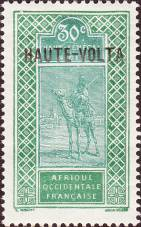 30c
HAUTE-VOLTA
AFRIQUE
OCCIDENTALE
FRANÇAISE